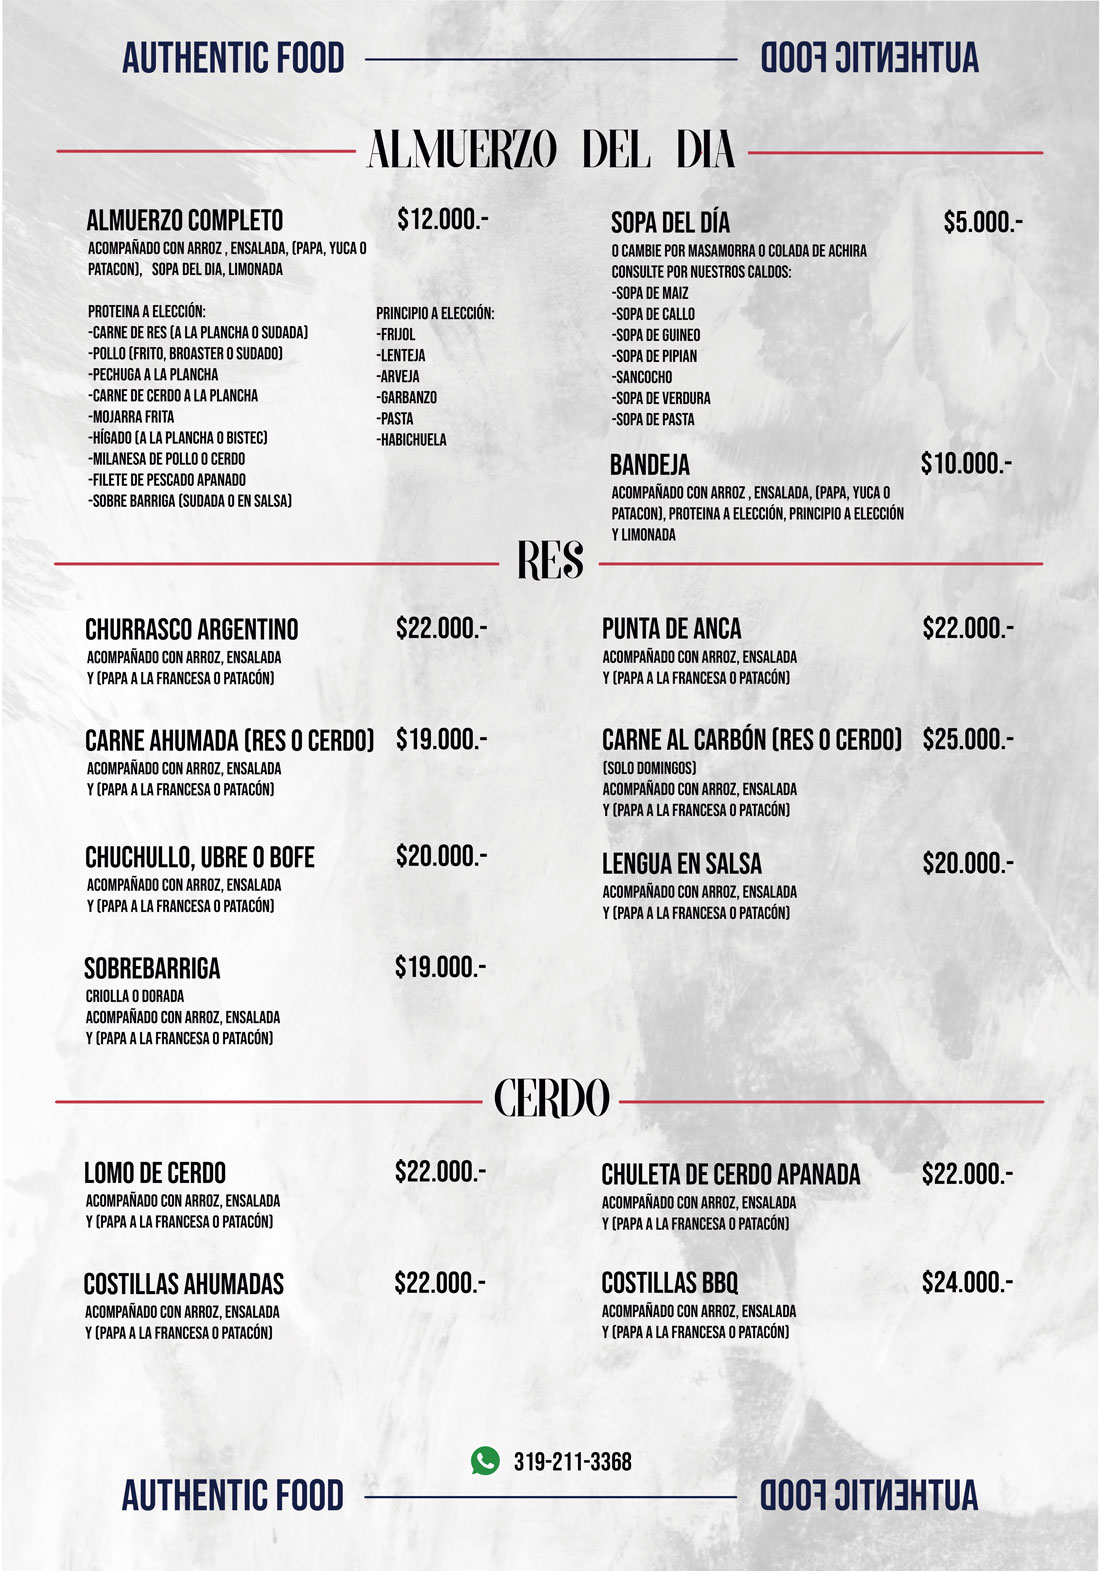 AUTHENTIC FOOD
AUTHENTIC FOOD
ALMUERZO DEL DIA
ALMUERZO COMPLETO $12.000.-
ACOMPAÑADO CON ARROZ , ENSALADA, (PAPA, YUCA O
PATACON), SOPA DEL DIA, LIMONADA
PROTEINA A ELECCIÓN:
-CARNE DE RES (A LA PLANCHA O SUDADA)
-POLLO (FRITO, BROASTER O SUDADO)
-PECHUGA A LA PLANCHA
-CARNE DE CERDO A LA PLANCHA
-MOJARRA FRITA
-HÍGADO (A LA PLANCHA O BISTEC)
-MILANESA DE POLLO O CERDO
-FILETE DE PESCADO APANADO
-SOBRE BARRIGA (SUDADA O EN SALSA)
PRINCIPIO A ELECCIÓN:
-FRIJOL
-LENTEJA
-ARVEJA
-GARBANZO
-PASTA
-HABICHUELA
SOPA DEL DÍA $5.000.-
O CAMBIE POR MASAMORRA O COLADA DE ACHIRA
CONSULTE POR NUESTROS CALDOS:
-SOPA DE MAIZ
-SOPA DE CALLO
-SOPA DE GUINEO
-SOPA DE PIPIAN
-SANCOCHO
-SOPA DE VERDURA
-SOPA DE PASTA
BANDEJA $10.000.-
ACOMPAÑADO CON ARROZ , ENSALADA, (PAPA, YUCA O
PATACON), PROTEINA A ELECCIÓN, PRINCIPIO A ELECCIÓN
Y LIMONADA
RES
CHURRASCO ARGENTINO $22.000.-
ACOMPAÑADO CON ARROZ, ENSALADA
Y (PAPA A LA FRANCESA O PATACÓN)
PUNTA DE ANCA $22.000.-
ACOMPAÑADO CON ARROZ, ENSALADA
Y (PAPA A LA FRANCESA O PATACÓN)
CARNE AHUMADA (RES O CERDO) $19.000.-
ACOMPAÑADO CON ARROZ, ENSALADA
Y (PAPA A LA FRANCESA O PATACÓN)
CARNE AL CARBÓN (RES O CERDO) $25.000.-
(SOLO DOMINGOS)
ACOMPAÑADO CON ARROZ, ENSALADA
Y (PAPA A LA FRANCESA O PATACÓN)
CHUCHULLO, UBRE O BOFE $20.000.-
ACOMPAÑADO CON ARROZ, ENSALADA
Y (PAPA A LA FRANCESA O PATACÓN)
LENGUA EN SALSA $20.000.-
ACOMPAÑADO CON ARROZ, ENSALADA
Y (PAPA A LA FRANCESA O PATACÓN)
SOBREBARRIGA $19.000.-
CRIOLLA O DORADA
ACOMPAÑADO CON ARROZ, ENSALADA
Y (PAPA A LA FRANCESA O PATACÓN)
CERDO
LOMO DE CERDO $22.000.-
ACOMPAÑADO CON ARROZ, ENSALADA
Y (PAPA A LA FRANCESA O PATACÓN)
CHULETA DE CERDO APANADA $22.000.-
ACOMPAÑADO CON ARROZ, ENSALADA
Y (PAPA A LA FRANCESA O PATACÓN)
COSTILLAS AHUMADAS $22.000.-
ACOMPAÑADO CON ARROZ, ENSALADA
Y (PAPA A LA FRANCESA O PATACÓN)
COSTILLAS BBQ $24.000.-
ACOMPAÑADO CON ARROZ, ENSALADA
Y (PAPA A LA FRANCESA O PATACÓN)
319-211-3368
AUTHENTIC FOOD
AUTHENTIC FOOD